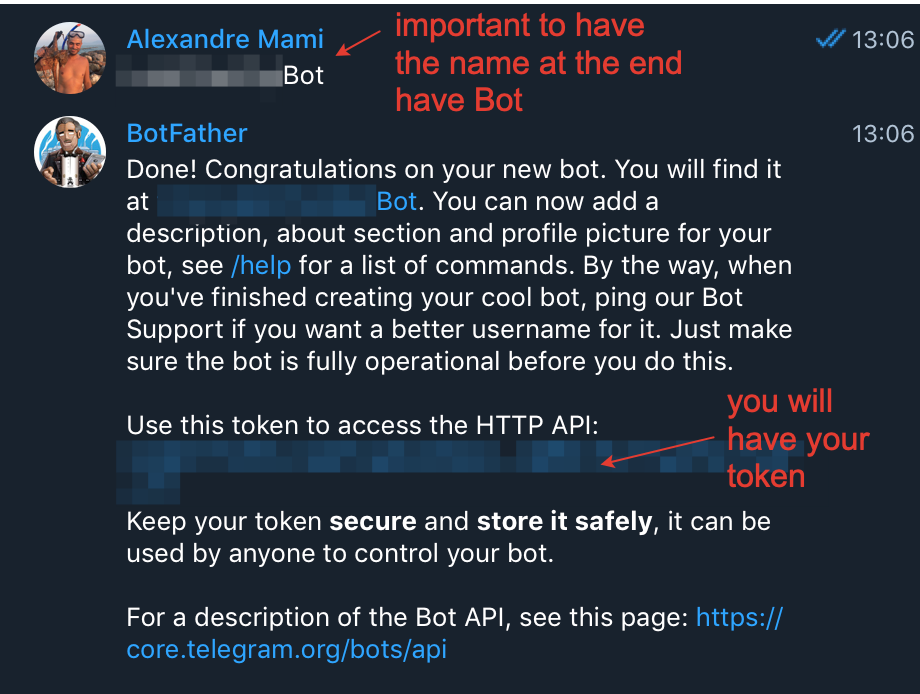 Alexandre Mami
13:06
important to have
the name at the end
have Bot
Bot
BotFather
13:06
Done! Congratulations on your new bot. You will find it
at Bot. You can now add a
description, about section and profile picture for your
bot, see /help for a list of commands. By the way, when
you've finished creating your cool bot, ping our Bot
Support if you want a better username for it. Just make
sure the bot is fully operational before you do this.
Use this token to access the HTTP API:
you will
have your
token
Keep your token secure and store it safely, it can be
used by anyone to control your bot.
For a description of the Bot API, see this page: https://
core.telegram.org/bots/api